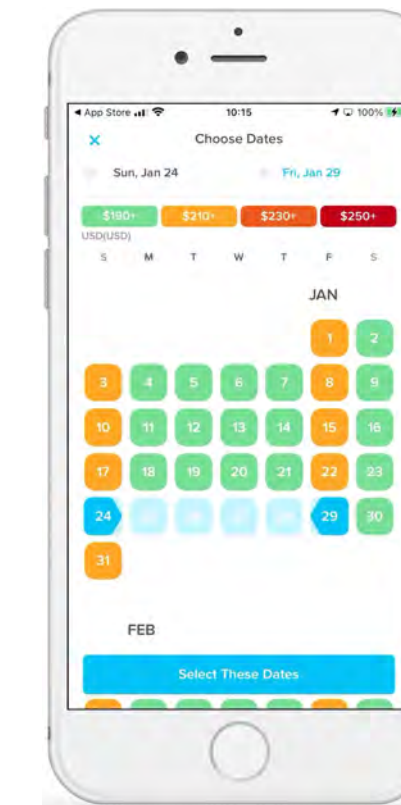 App Store 10:15 100%
Choose Dates
Sun, Jan 24 Fri, Jan 29
$190+ $210+ $230+ $250+
USD(USD)
S M T W T F S
JAN
1 2
3 4 5 6 7 8 9
10 11 12 13 14 15 16
17 18 19 20 21 22 23
24 29 30
31
FEB
Select These Dates